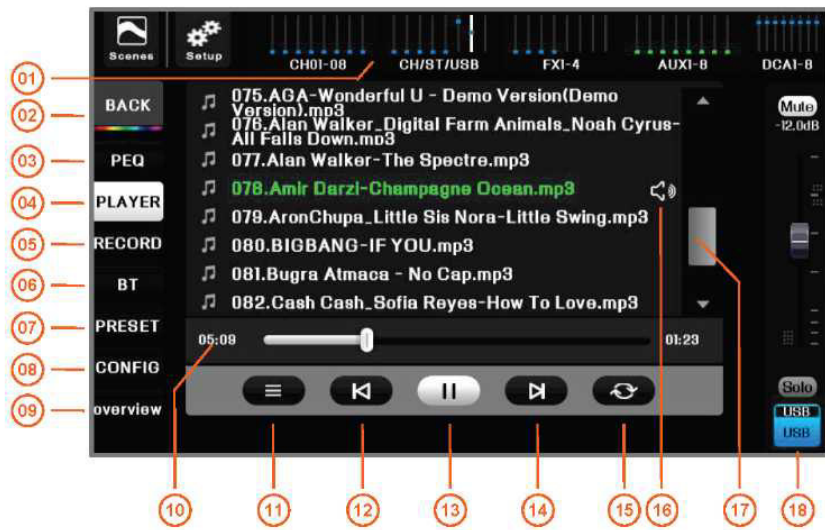 Scenes
Setup
CH01-08
CH/ST/USB
FX1-4
AUX1-8
DCA1-8
01
02
03
04
05
06
07
08
09
BACK
PEQ
PLAYER
RECORD
BT
PRESET
CONFIG
overview
075.AGA-Wonderful U - Demo Version(Demo
Version).mp3
076.Alan Walker_Digital Farm Animals_Noah Cyrus-
All Falls Down.mp3
077.Alan Walker-The Spectre.mp3
078.Amir Darzi-Champagne Ocean.mp3
079.AronChupa_Little Sis Nora-Little Swing.mp3
080.BIGBANG-IF YOU.mp3
081.Bugra Atmaca - No Cap.mp3
082.Cash Cash_Sofia Reyes-How To Love.mp3
05:09
01:23
Mute
-12.0dB
Solo
USB
USB
10
11
12
13
14
15
16
17
18